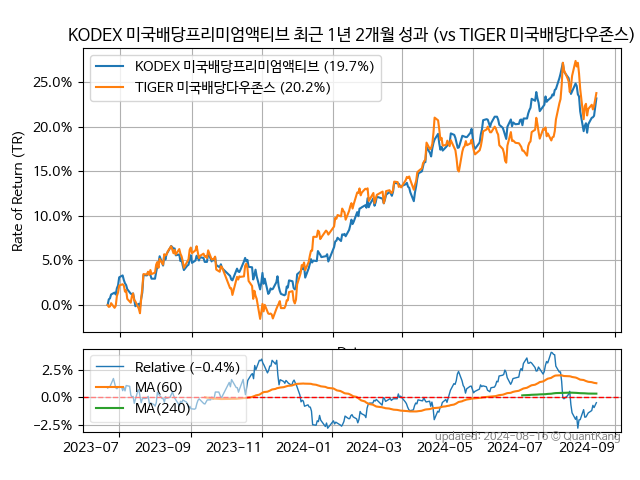 KODEX 미국배당프리미엄액티브 최근 1년 2개월 성과 (vs TIGER 미국배당다우존스)
KODEX 미국배당프리미엄액티브 (19.7%)
TIGER 미국배당다우존스 (20.2%)
Rate of Return (TR)
25.0%
20.0%
15.0%
10.0%
5.0%
0.0%
Relative (−0.4%)
MA(60)
MA(240)
2.5%
0.0%
−2.5%
2023−07
2023−09
2023−11
2024−01
2024−03
2024−05
2024−07
2024−09
updated: 2024−08−16 © QuantKang